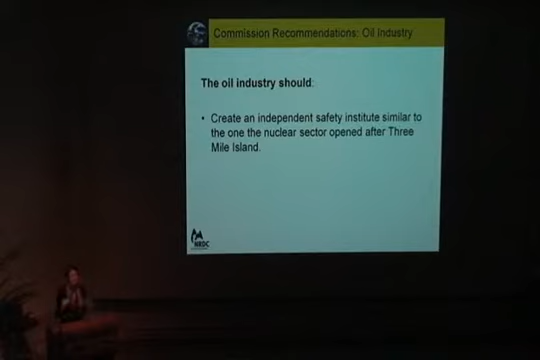 Commission Recommendations: Oil Industry
The oil industry should:
• Create an independent safety institute similar to
the one the nuclear sector opened after Three
Mile Island.
NRDC